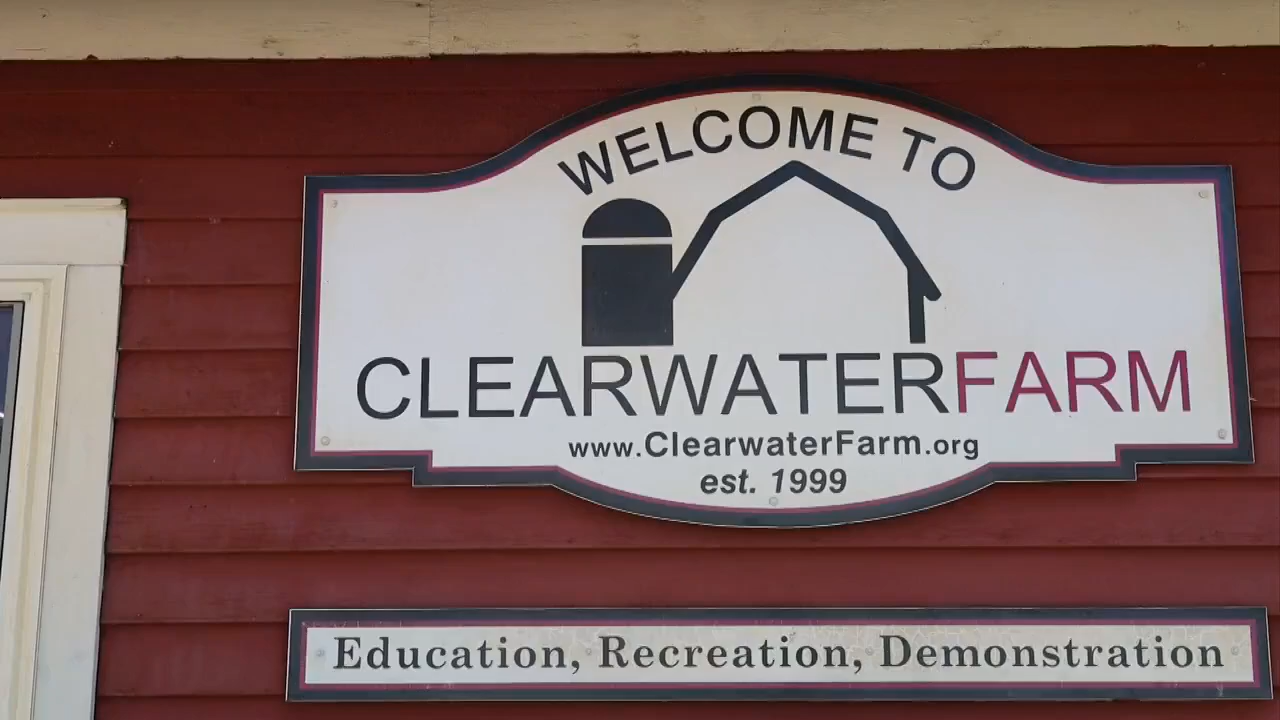 WELCOME TO
CLEARWATERFARM
www.ClearwaterFarm.org
est. 1999
Education, Recreation, Demonstration